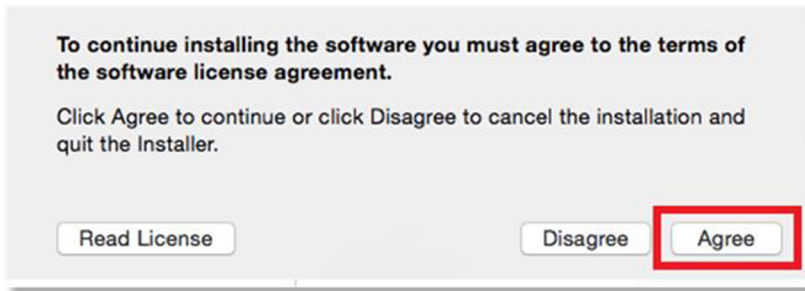 To continue installing the software you must agree to the terms of
the software license agreement.
Click Agree to continue or click Disagree to cancel the installation and
quit the Installer.
Read License Disagree Agree